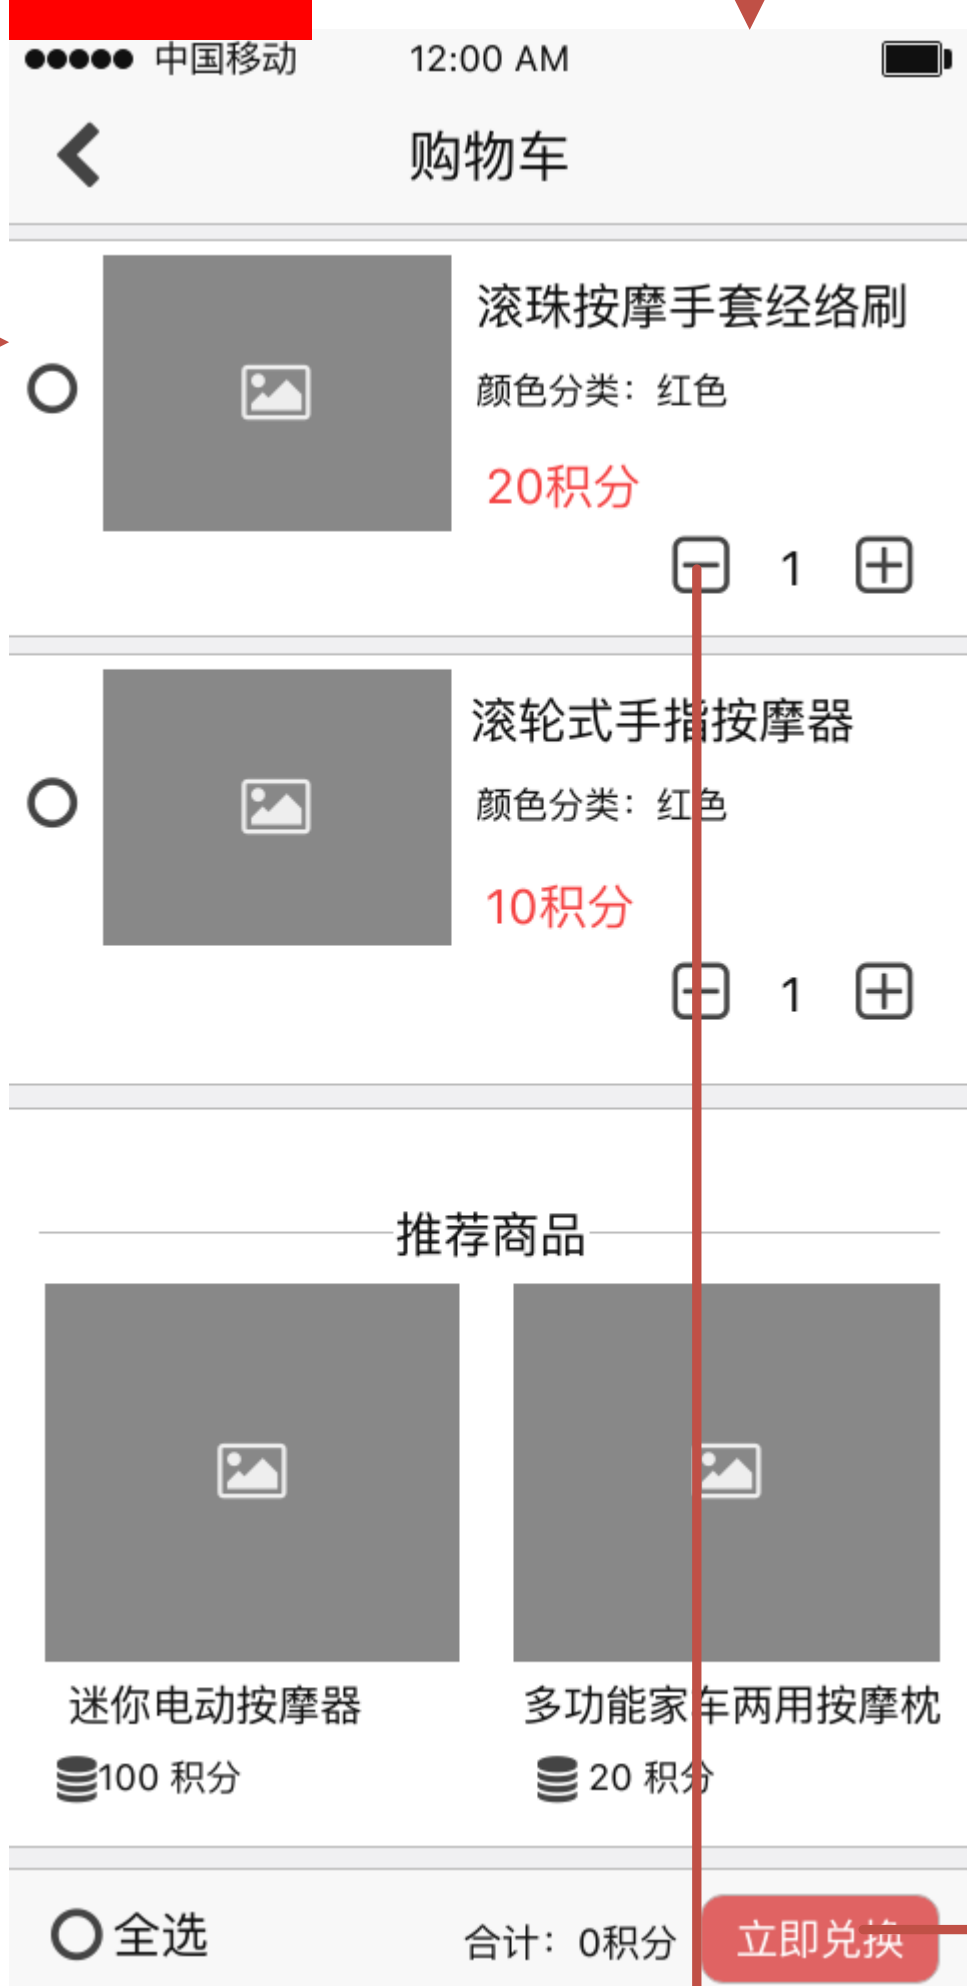 中国移动 12:00 AM
购物车
滚珠按摩手套经络刷
颜色分类：红色
20积分
1
滚轮式手指按摩器
颜色分类：红色
10积分
1
推荐商品
迷你电动按摩器 多功能家车两用按摩枕
100 积分 20 积分
全选 合计：0积分 立即兑换